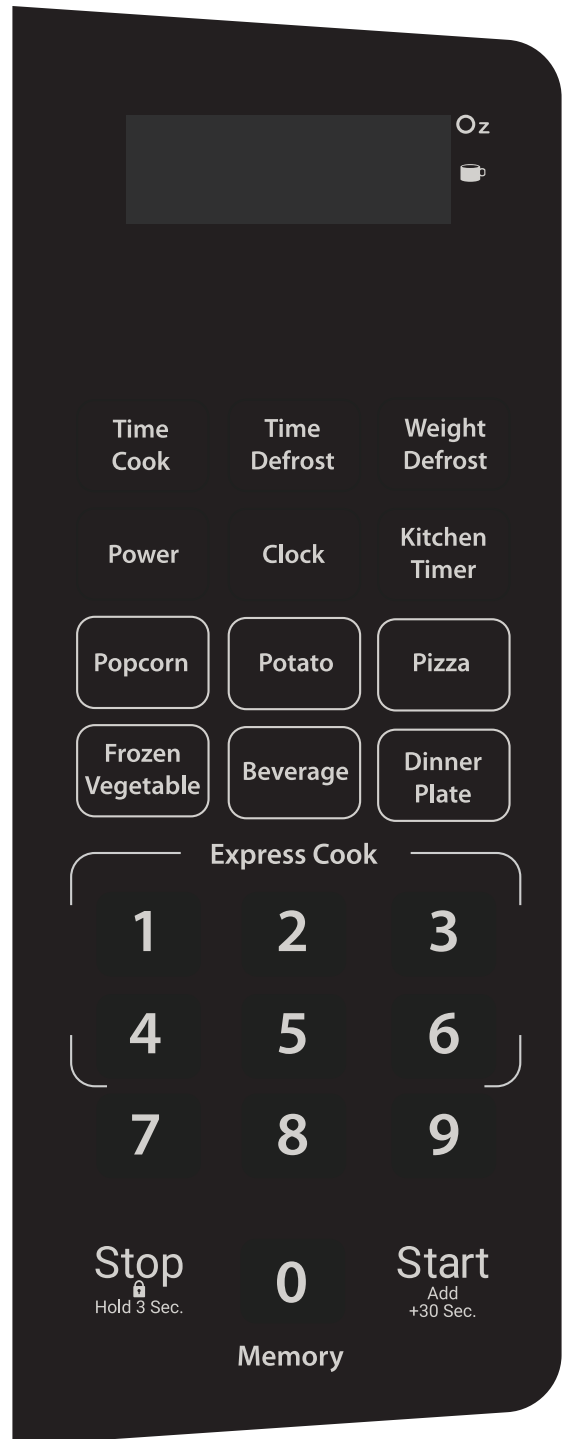 Oz
Time Cook
Time Defrost
Weight Defrost
Power
Clock
Kitchen Timer
Popcorn
Potato
Pizza
Frozen Vegetable
Beverage
Dinner Plate
Express Cook
1 2 3
4 5 6
7 8 9
Stop
Hold 3 Sec.
0
Start
Add
+30 Sec.
Memory